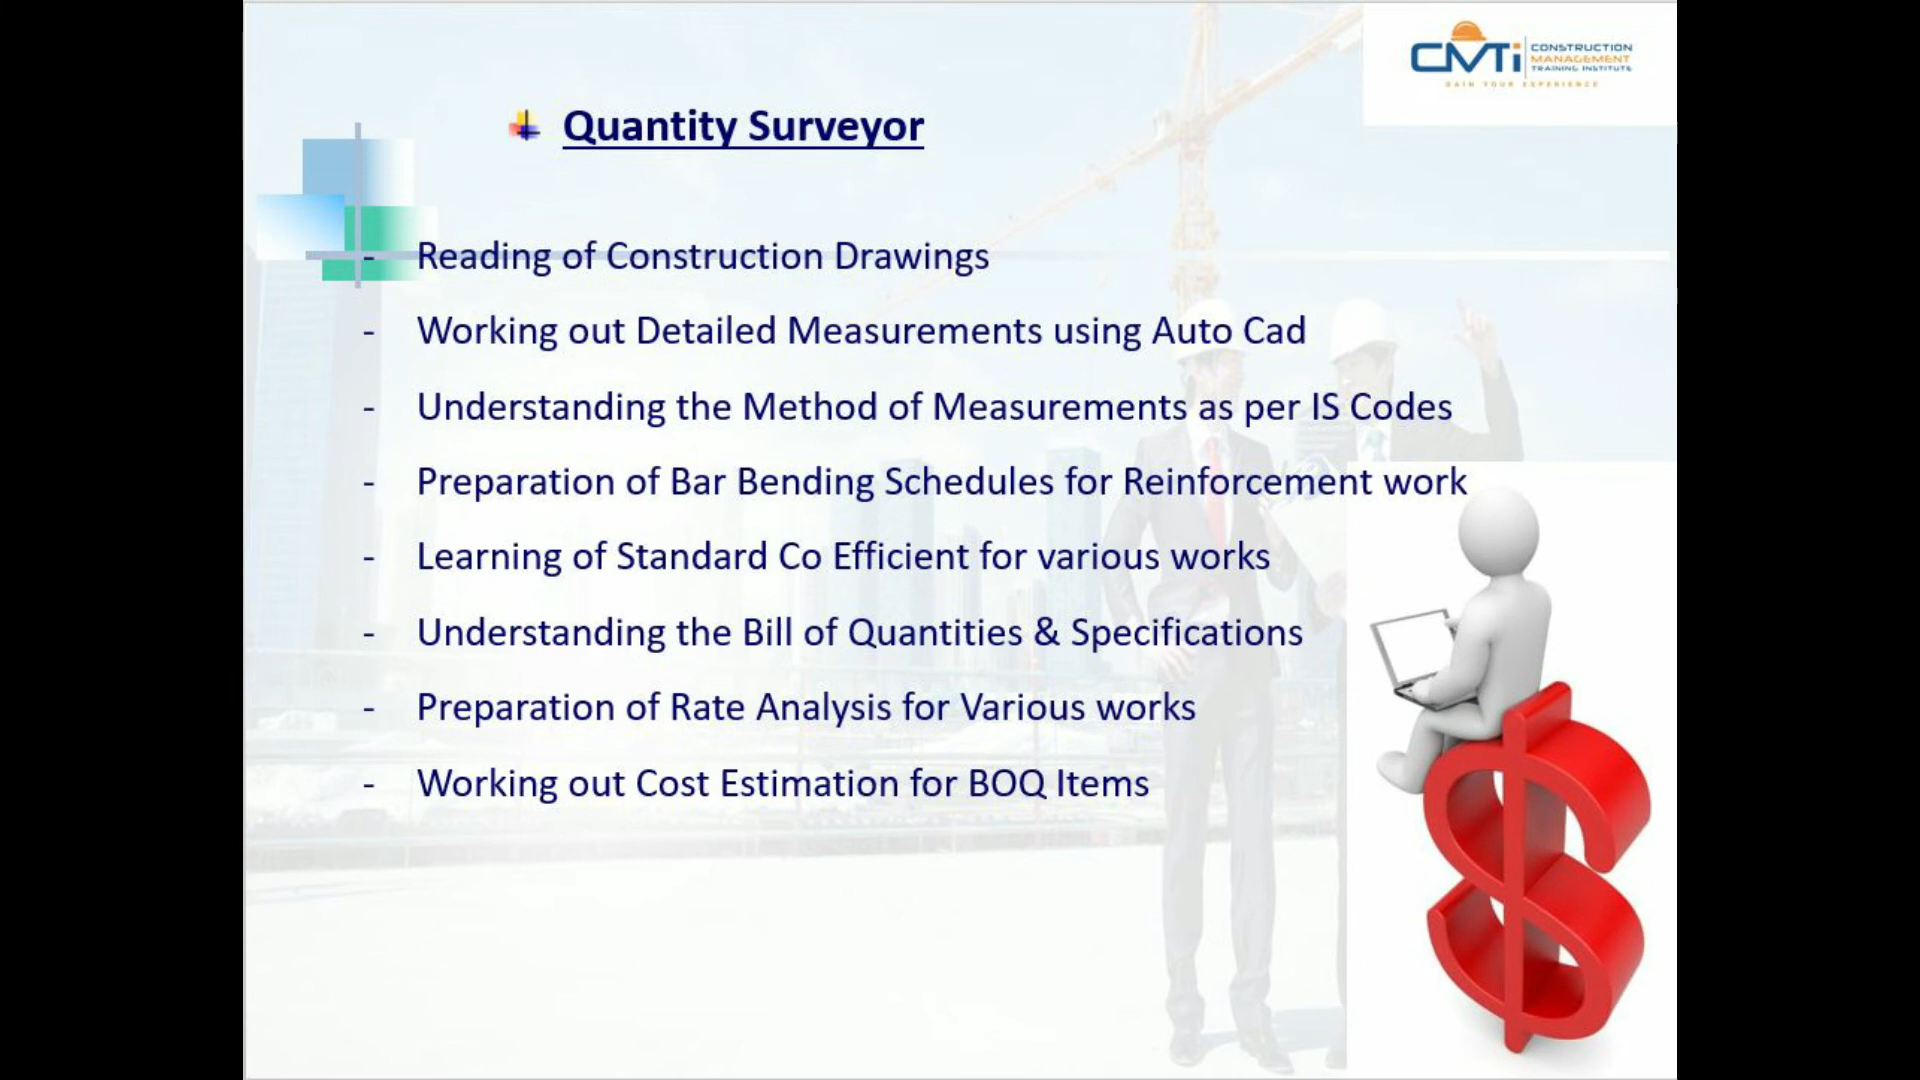 CMTi CONSTRUCTION
MANAGEMENT
TRAINING INSTITUTE
GAIN YOUR EXPERIENCE
Quantity Surveyor
- Reading of Construction Drawings
- Working out Detailed Measurements using Auto Cad
- Understanding the Method of Measurements as per IS Codes
- Preparation of Bar Bending Schedules for Reinforcement work
- Learning of Standard Co Efficient for various works
- Understanding the Bill of Quantities & Specifications
- Preparation of Rate Analysis for Various works
- Working out Cost Estimation for BOQ Items